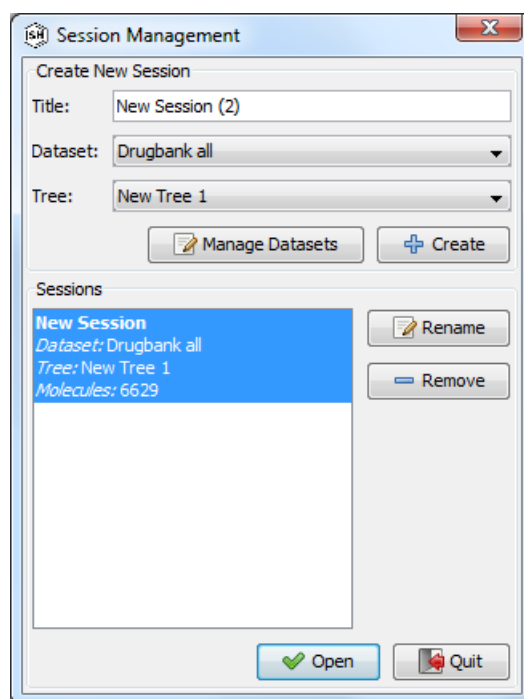 SH Session Management
Create New Session
Title: New Session (2)
Dataset: Drugbank all
Tree: New Tree 1
Manage Datasets Create
Sessions
New Session
Dataset: Drugbank all
Tree: New Tree 1
Molecules: 6629
Rename
Remove
Open Quit